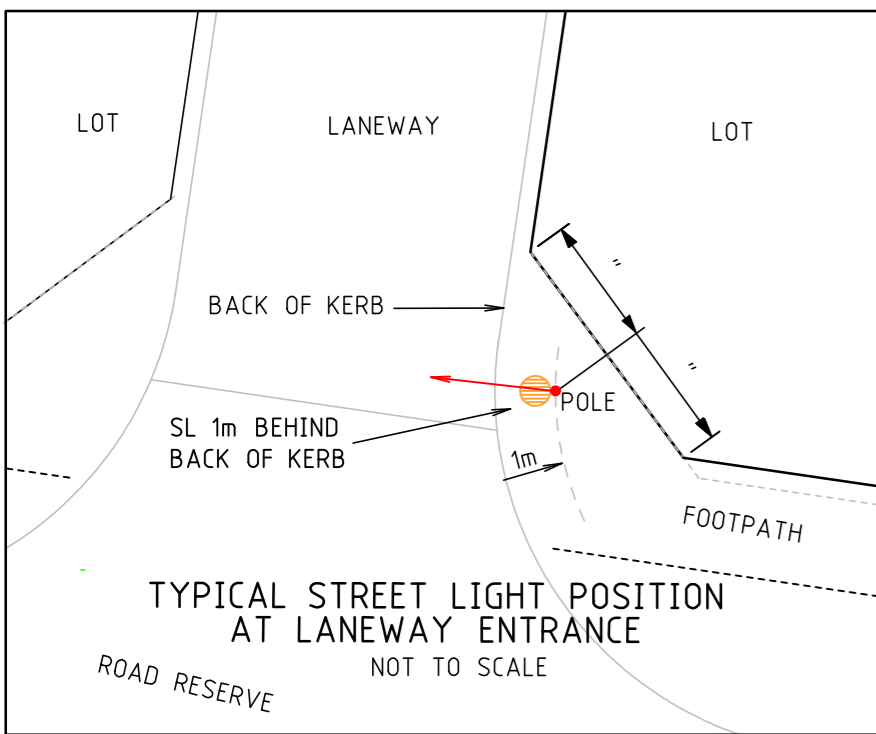 LOT
LANEWAY
LOT
"
BACK OF KERB
"
POLE
SL 1m BEHIND
BACK OF KERB
1m
FOOTPATH
TYPICAL STREET LIGHT POSITION
AT LANEWAY ENTRANCE
NOT TO SCALE
ROAD RESERVE